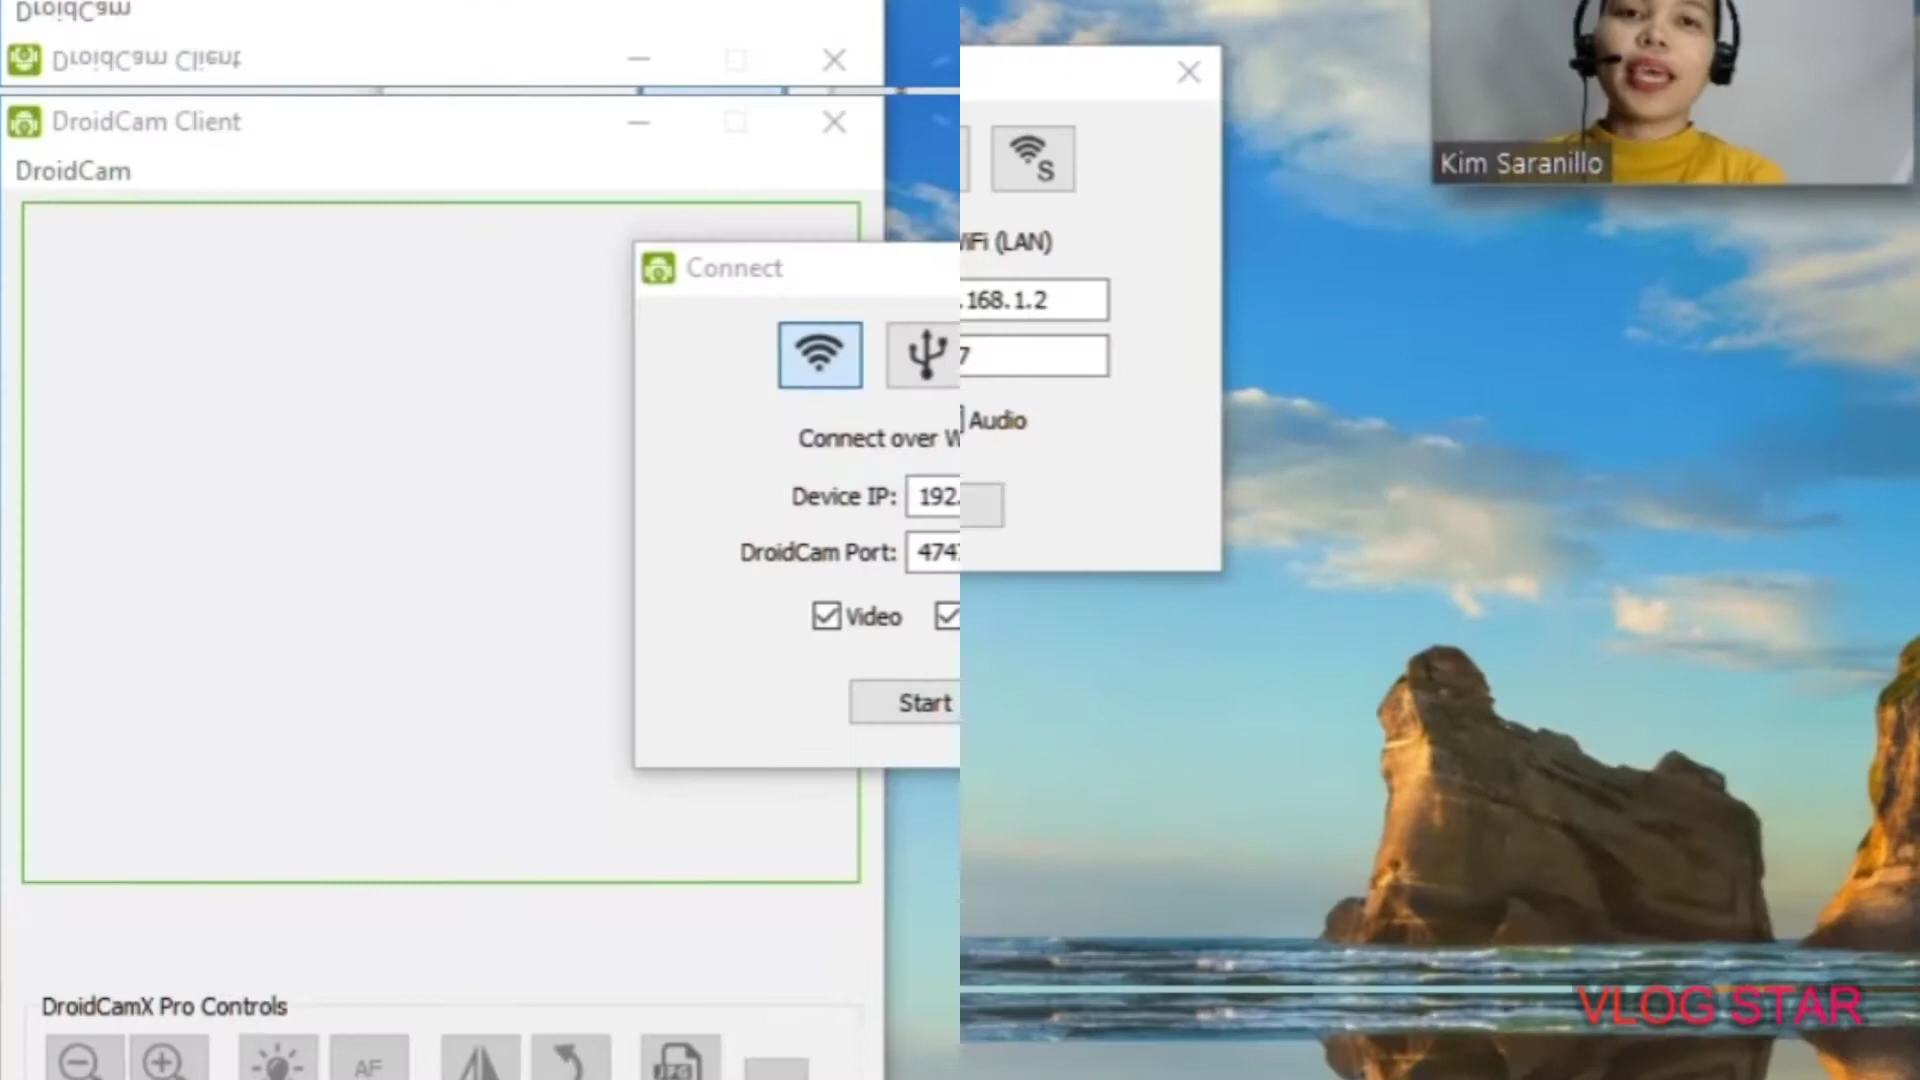 DroidCam
DroidCam Client
DroidCam Client
DroidCam
Connect
S
Connect over W
iFi (LAN)
Device IP: 192.
.168.1.2
DroidCam Port: 474
7
Video
Audio
Start
DroidCamX Pro Controls
AF
JPG
Kim Saranillo
VLOG STAR